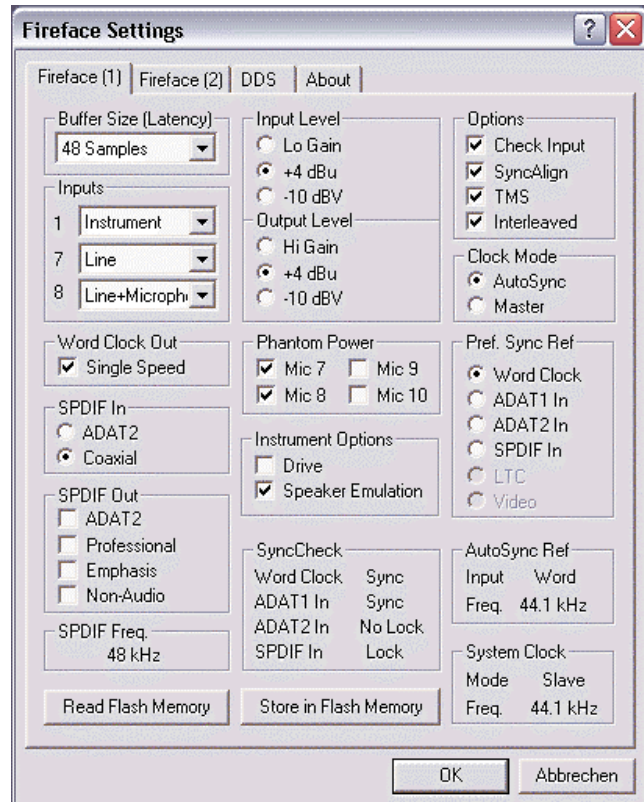 Fireface Settings
Fireface (1) Fireface (2) DDS About
Buffer Size (Latency)
48 Samples
Inputs
1 Instrument
7 Line
8 Line+Microph
Word Clock Out
Single Speed
SPDIF In
ADAT2
Coaxial
SPDIF Out
ADAT2
Professional
Emphasis
Non-Audio
SPDIF Freq.
48 kHz
Input Level
Lo Gain
+4 dBu
-10 dBV
Output Level
Hi Gain
+4 dBu
-10 dBV
Phantom Power
Mic 7 Mic 9
Mic 8 Mic 10
Instrument Options
Drive
Speaker Emulation
SyncCheck
Word Clock Sync
ADAT1 In Sync
ADAT2 In No Lock
SPDIF In Lock
Options
Check Input
SyncAlign
TMS
Interleaved
Clock Mode
AutoSync
Master
Pref. Sync Ref
Word Clock
ADAT1 In
ADAT2 In
SPDIF In
LTC
Video
AutoSync Ref
Input Word
Freq. 44.1 kHz
System Clock
Mode Slave
Freq. 44.1 kHz
Read Flash Memory
Store in Flash Memory
OK
Abbrechen